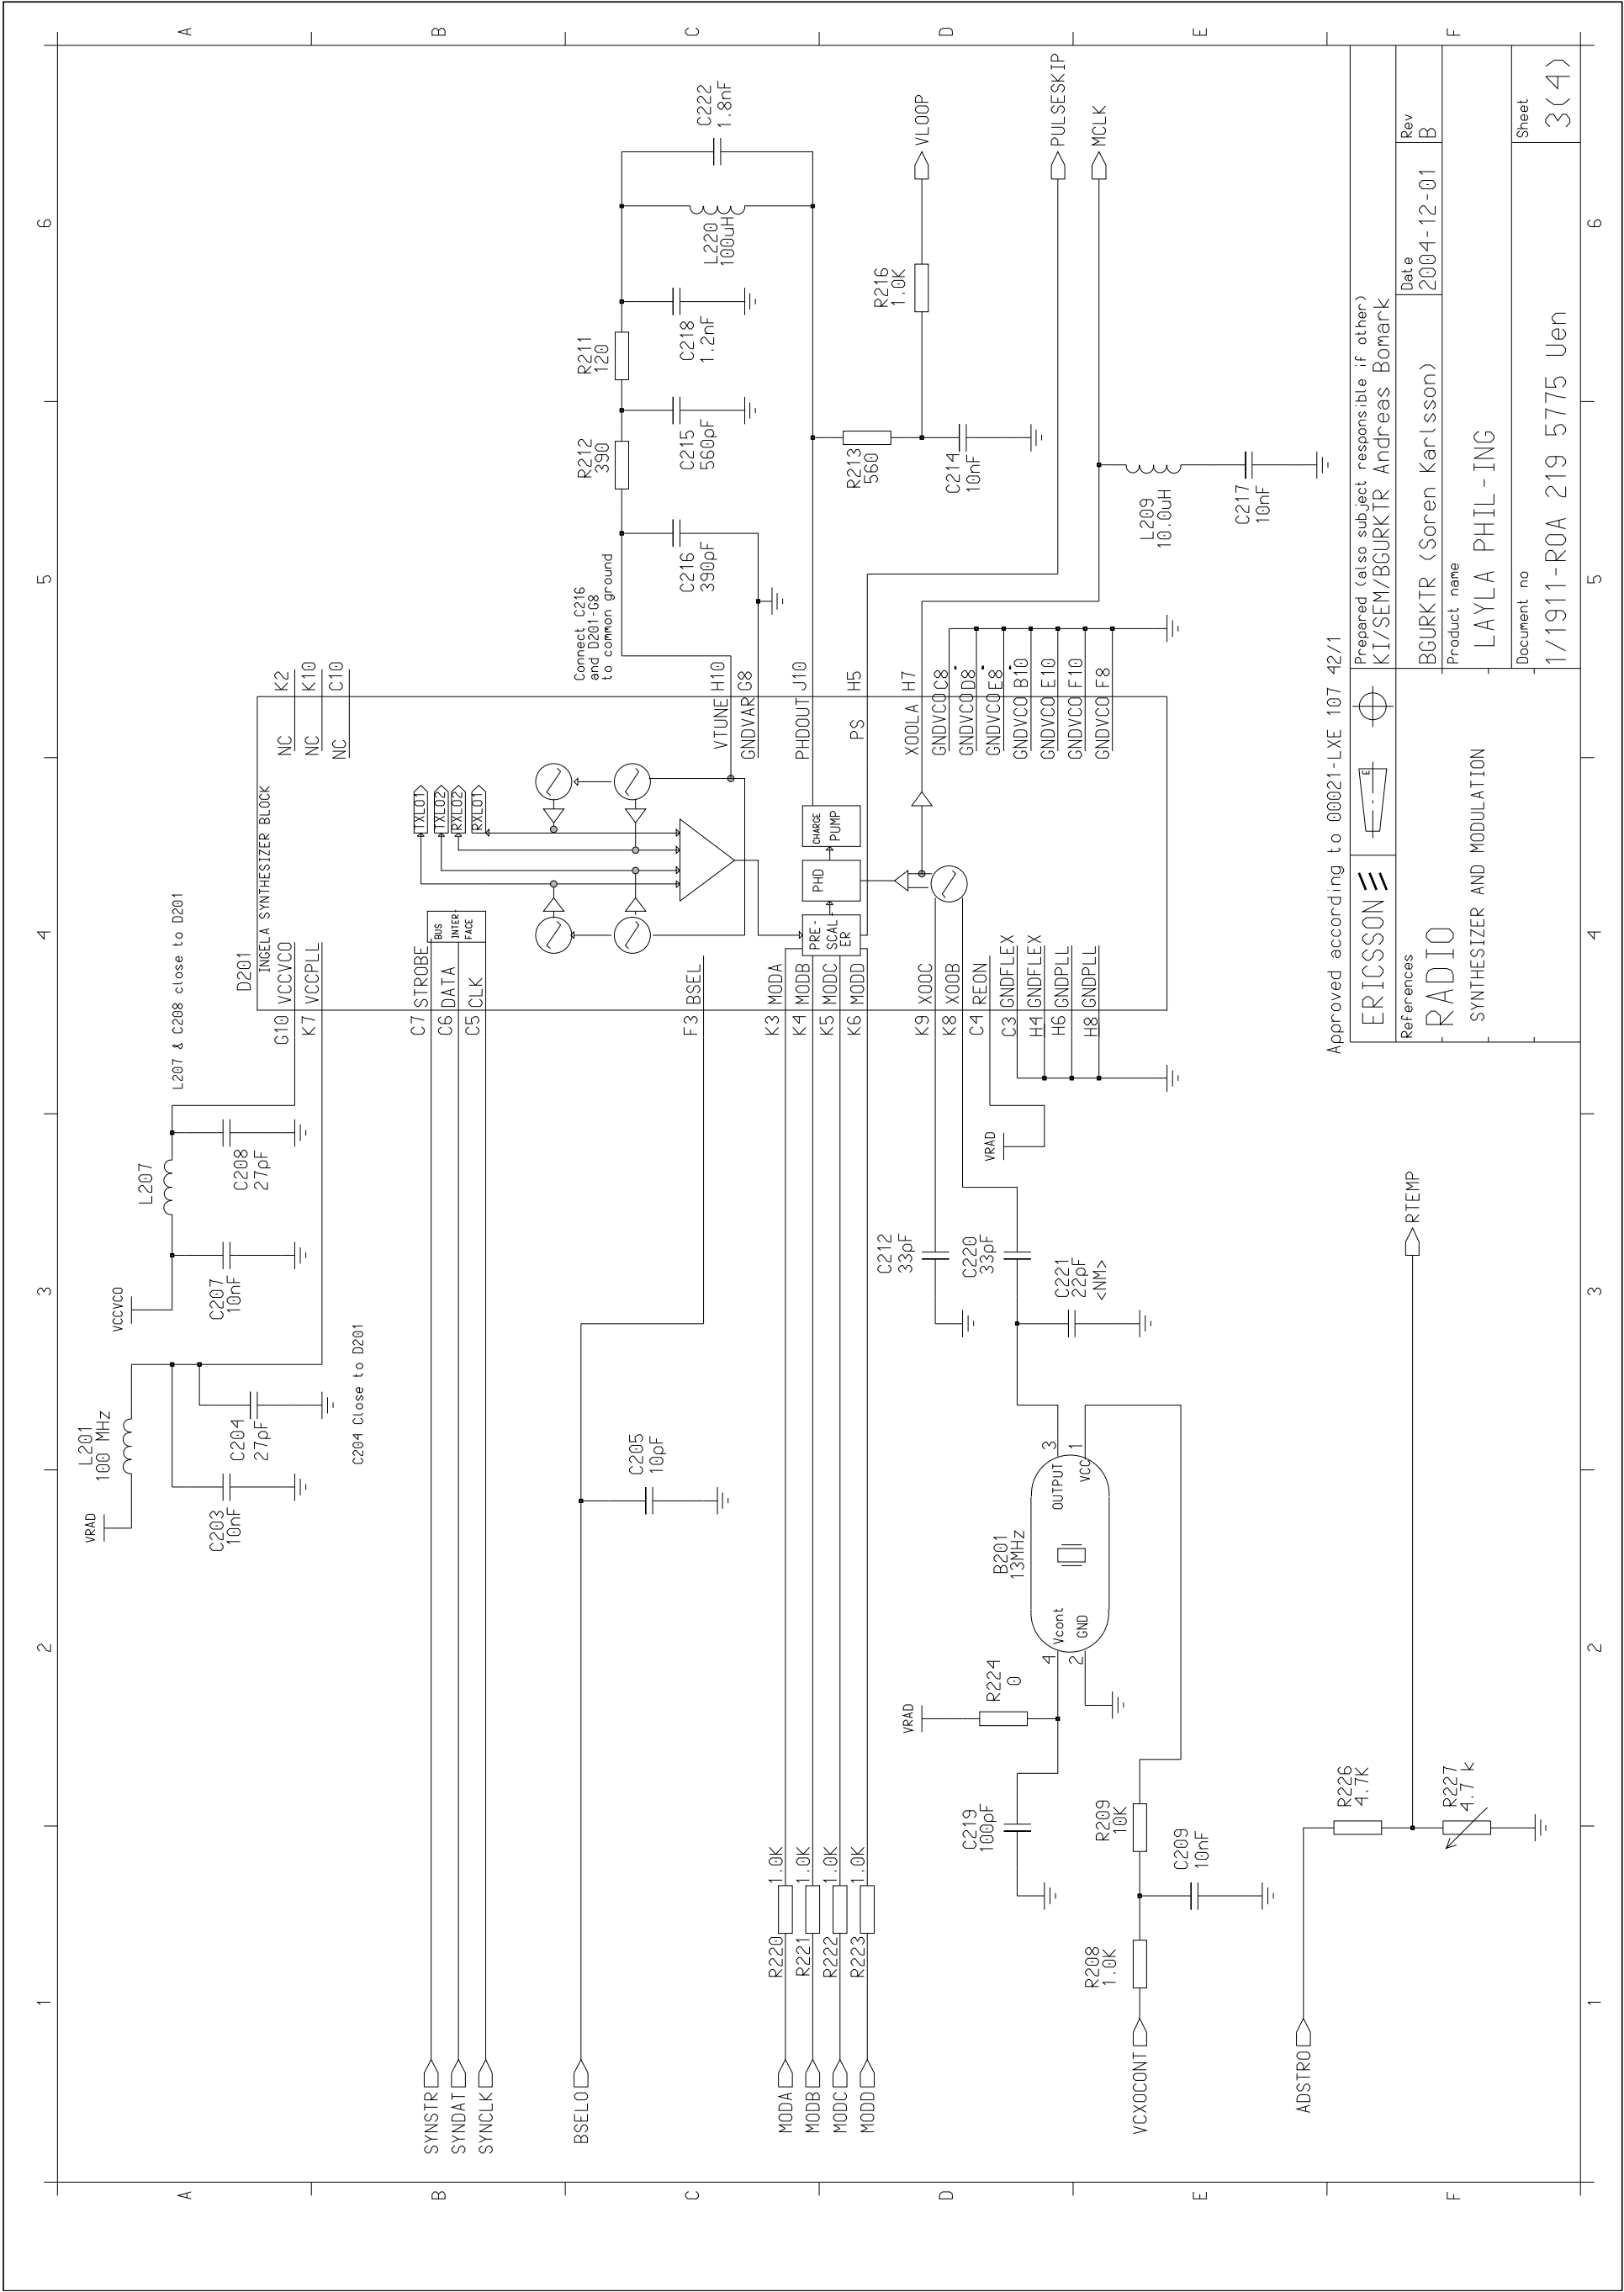 1
2
3
4
5
6
A
B
C
D
E
F
VRAD
L201
100 MHz
C203
10nF
C204
27pF
C204 Close to D201
VCCVCO
C207
10nF
L207
C208
27pF
L207 & C208 close to D201
D201
INGELA SYNTHESIZER BLOCK
G10 VCCVCO
K7 VCCPLL
NC K2
NC K10
NC C10
SYNSTR
SYNDAT
SYNCLK
C7 STROBE
C6 DATA
C5 CLK
BUS
INTER-
FACE
TXLO1
TXLO2
RXLO2
RXLO1
BSELO
C205
10pF
F3 BSEL
Connect C216
and D201-G8
to common ground
VTUNE H10
GNDVAR G8
C216
390pF
R212
390
C215
560pF
R211
120
C218
1.2nF
L220
100uH
C222
1.8nF
MODA
MODB
MODC
MODD
R220 1.0K
R221 1.0K
R222 1.0K
R223 1.0K
K3 MODA
K4 MODB
K5 MODC
K6 MODD
PRE-
SCAL-
ER
PHD
CHARGE
PUMP
PHDOUT J10
PS H5
R213
560
C214
10nF
R216
1.0K
VLOOP
PULSESKIP
MCLK
XOOLA H7
GNDVCO C8
GNDVCO D8
GNDVCO E8
GNDVCO B10
GNDVCO E10
GNDVCO F10
GNDVCO F8
L209
10.0uH
C217
10nF
K9 XOOC
K8 XOOB
C4 REON
C3 GNDFLEX
H4 GNDFLEX
H6 GNDPLL
H8 GNDPLL
VRAD
C212
33pF
C220
33pF
C221
22pF
<NM>
B201
13MHz
OUTPUT 3
VCC 1
4 Vcont
2 GND
VRAD
R224
0
C219
100pF
VCXOCONT
R208
1.0K
R209
10K
C209
10nF
ADSTRO
R226
4.7K
R227
4.7 k
RTEMP
Approved according to 00021-LXE 107 42/1
ERICSSON
E
Prepared (also subject responsible if other)
KI/SEM/BGURKTR Andreas Bomark
References
RADIO
SYNTHESIZER AND MODULATION
BGURKTR (Soren Karlsson)
Date
2004-12-01
Rev
B
Product name
LAYLA PHIL-ING
Document no
1/1911-ROA 219 5775 Uen
Sheet
3(4)
A
B
C
D
E
F
1
2
3
4
5
6